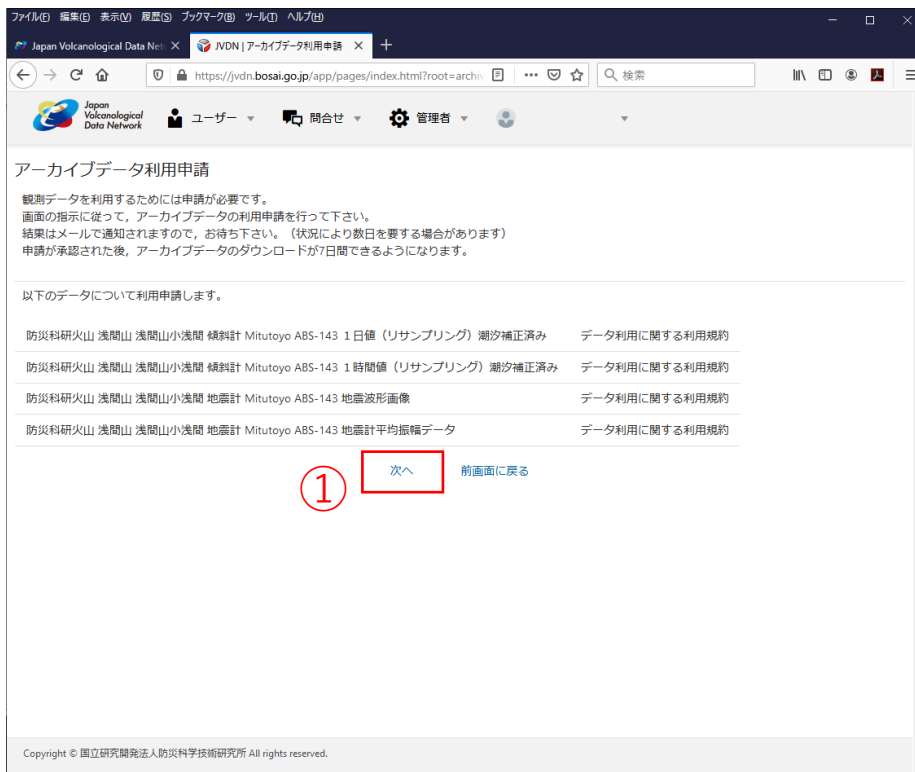 ファイル(F) 編集(E) 表示(V) 履歴(S) ブックマーク(B) ツール(T) ヘルプ(H)
Japan Volcanological Data Net
JVDN | アーカイブデータ利用申請
https://jvdn.bosai.go.jp/app/pages/index.html?root=archiv
検索
Japan
Volcanological
Data Network
ユーザー 問合せ 管理者
アーカイブデータ利用申請
観測データを利用するためには申請が必要です。
画面の指示に従って，アーカイブデータの利用申請を行って下さい。
結果はメールで通知されますので，お待ち下さい。（状況により数日を要する場合があります）
申請が承認された後，アーカイブデータのダウンロードが7日間できるようになります。
以下のデータについて利用申請します。
防災科研火山 浅間山 浅間山小浅間 傾斜計 Mitutoyo ABS-143 １日値（リサンプリング）潮汐補正済み データ利用に関する利用規約
防災科研火山 浅間山 浅間山小浅間 傾斜計 Mitutoyo ABS-143 １時間値（リサンプリング）潮汐補正済み データ利用に関する利用規約
防災科研火山 浅間山 浅間山小浅間 地震計 Mitutoyo ABS-143 地震波形画像 データ利用に関する利用規約
防災科研火山 浅間山 浅間山小浅間 地震計 Mitutoyo ABS-143 地震計平均振幅データ データ利用に関する利用規約
① 次へ 前画面に戻る
Copyright © 国立研究開発法人防災科学技術研究所 All rights reserved.